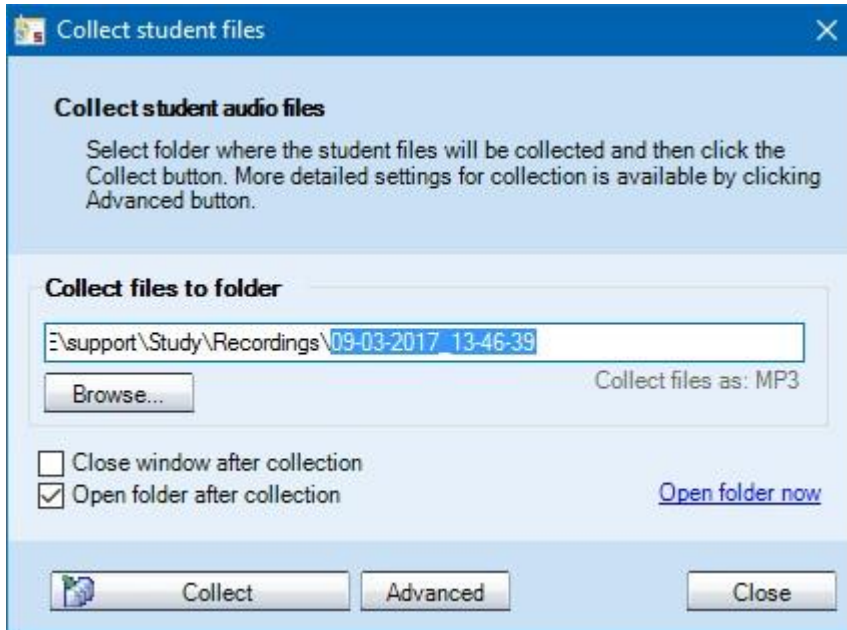 Collect student files
Collect student audio files
Select folder where the student files will be collected and then click the
Collect button. More detailed settings for collection is available by clicking
Advanced button.
Collect files to folder
\support\Study\Recordings\09-03-2017_13-46-39
Browse...
Collect files as: MP3
Close window after collection
Open folder after collection
Open folder now
Collect
Advanced
Close